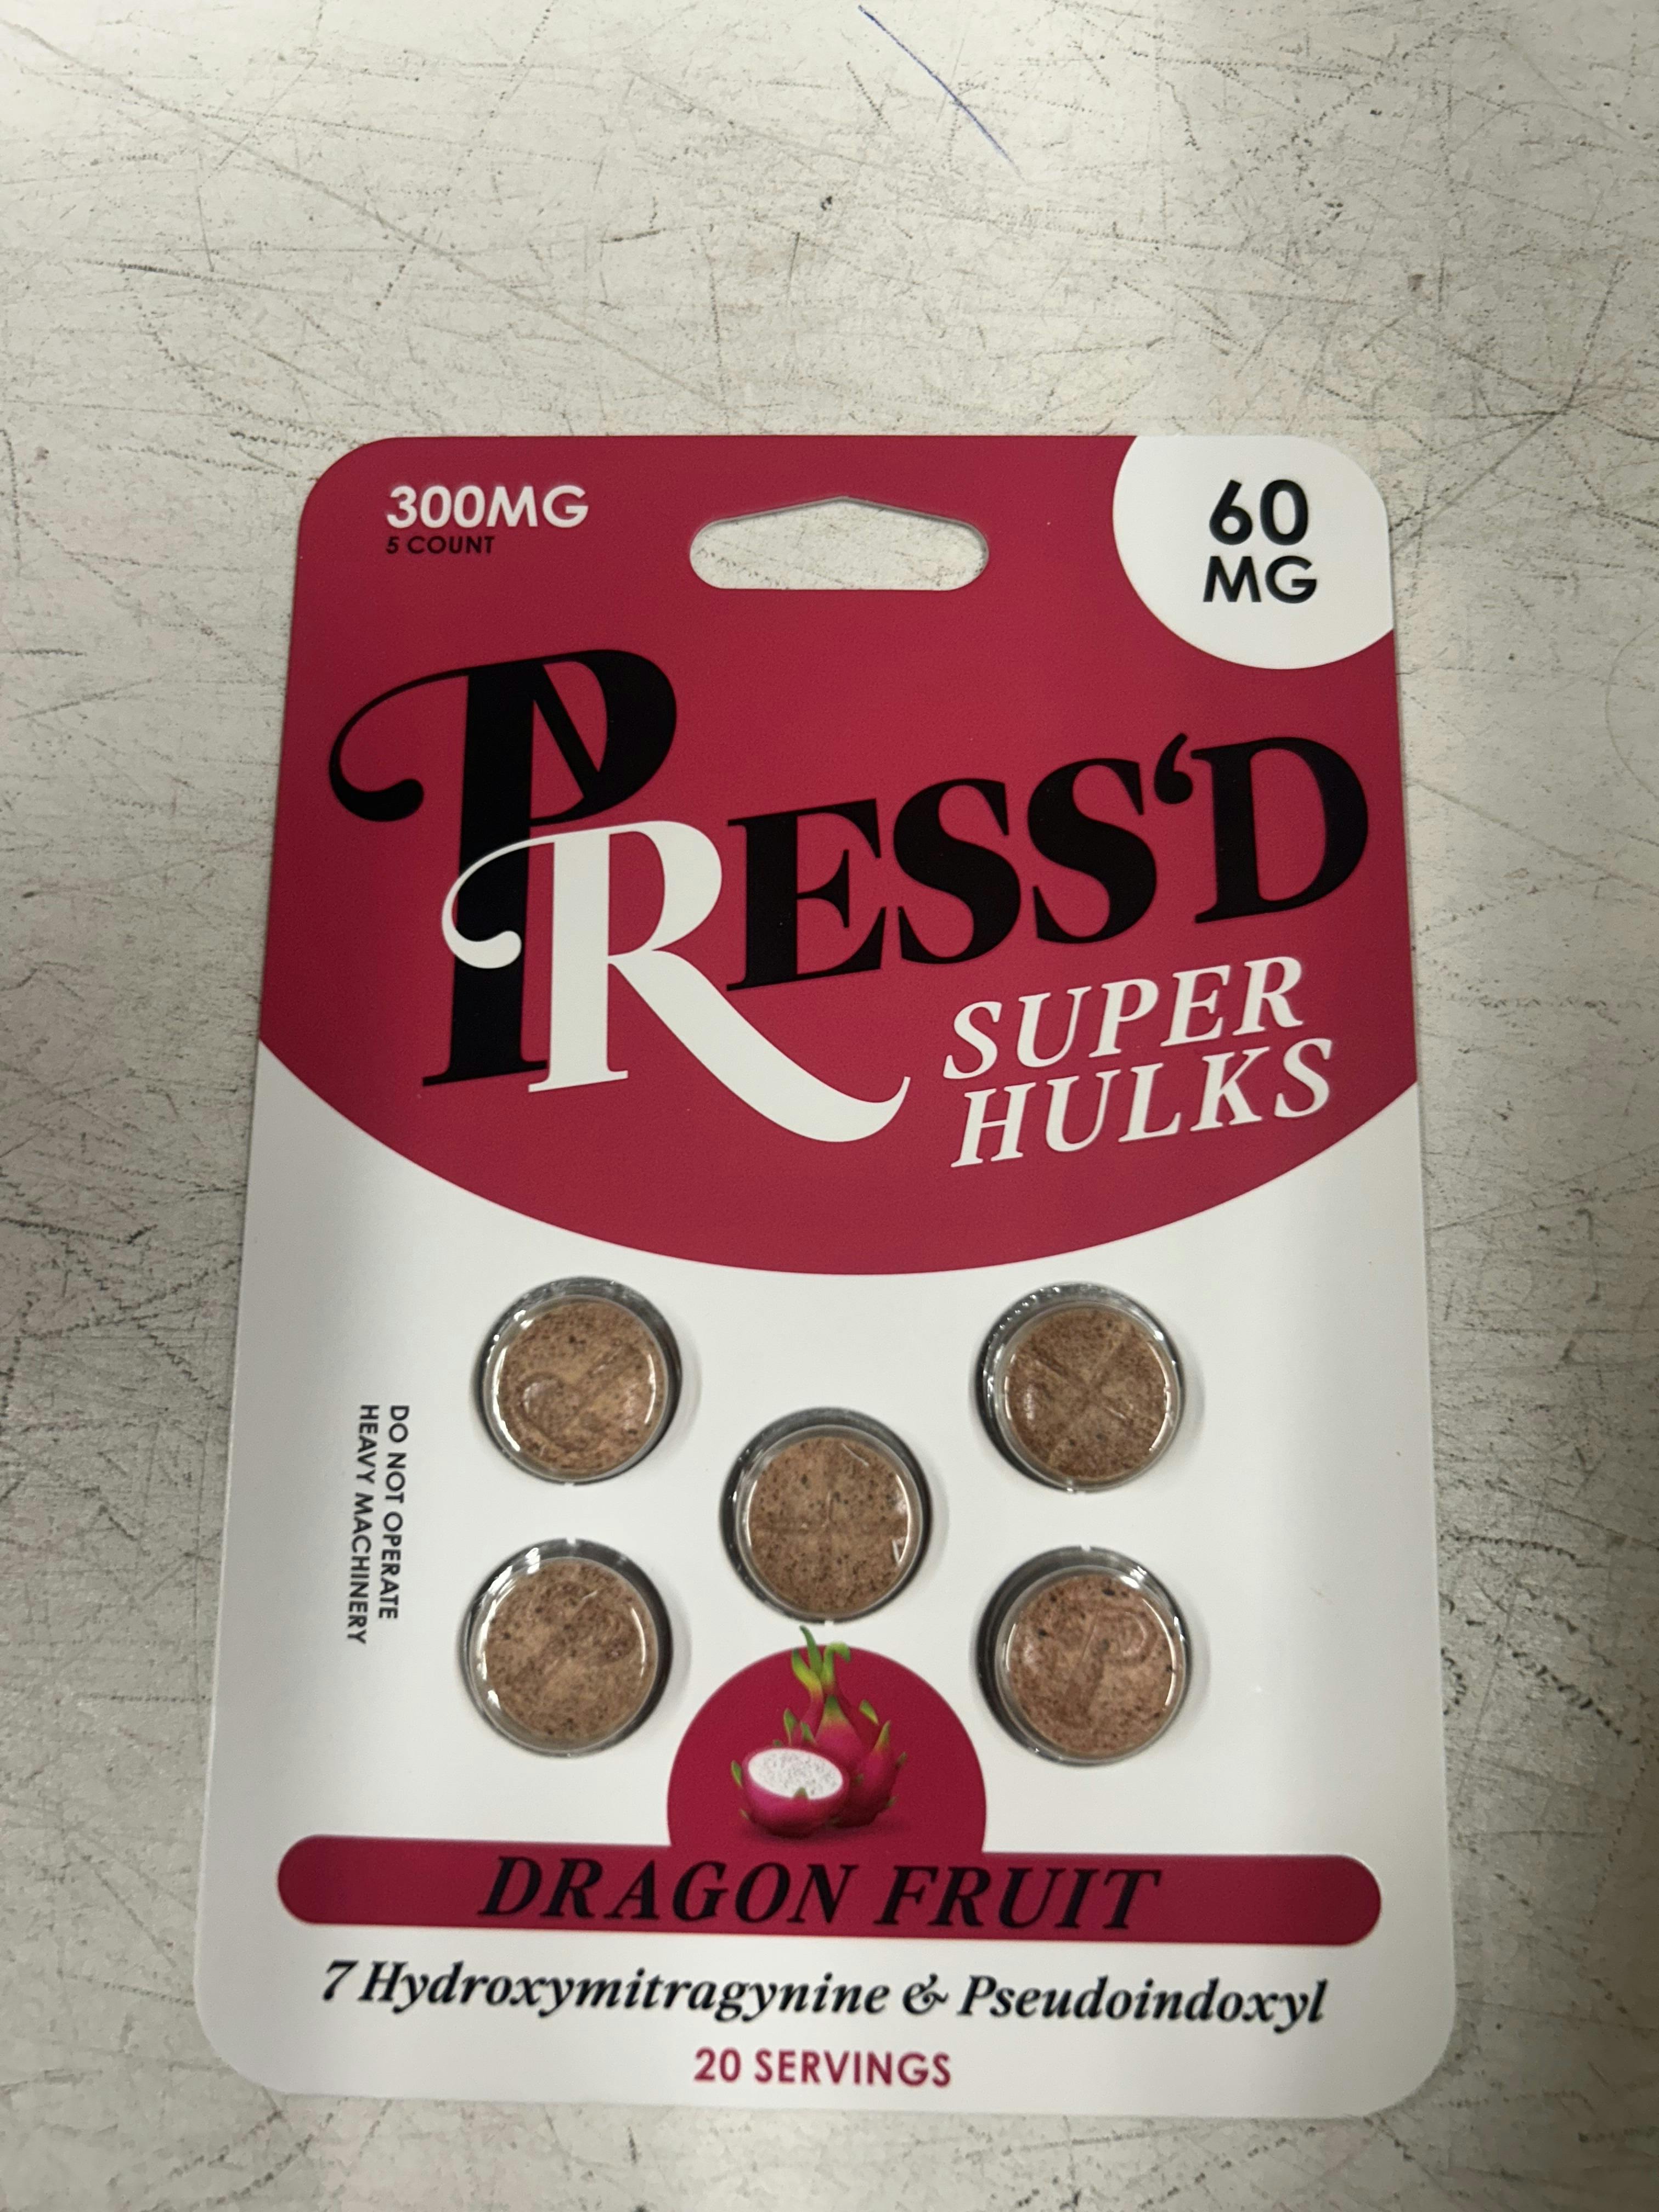 300MG
5 COUNT
60
MG
PRESS'D
SUPER
HULKS
DO NOT OPERATE
HEAVY MACHINERY
DRAGON FRUIT
7 Hydroxymitragynine & Pseudoindoxyl
20 SERVINGS